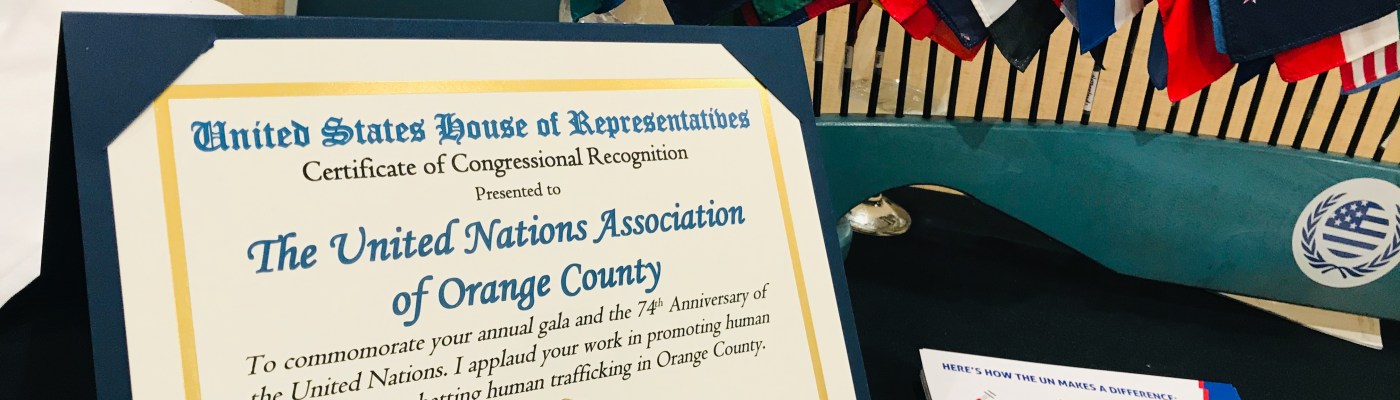 United States House of Representatives
Certificate of Congressional Recognition
Presented to
The United Nations Association
of Orange County
To commomorate your annual gala and the 74th Anniversary of
the United Nations. I applaud your work in promoting human
human trafficking in Orange County.
HERE'S HOW THE UN MAKES A DIFFERENCE: